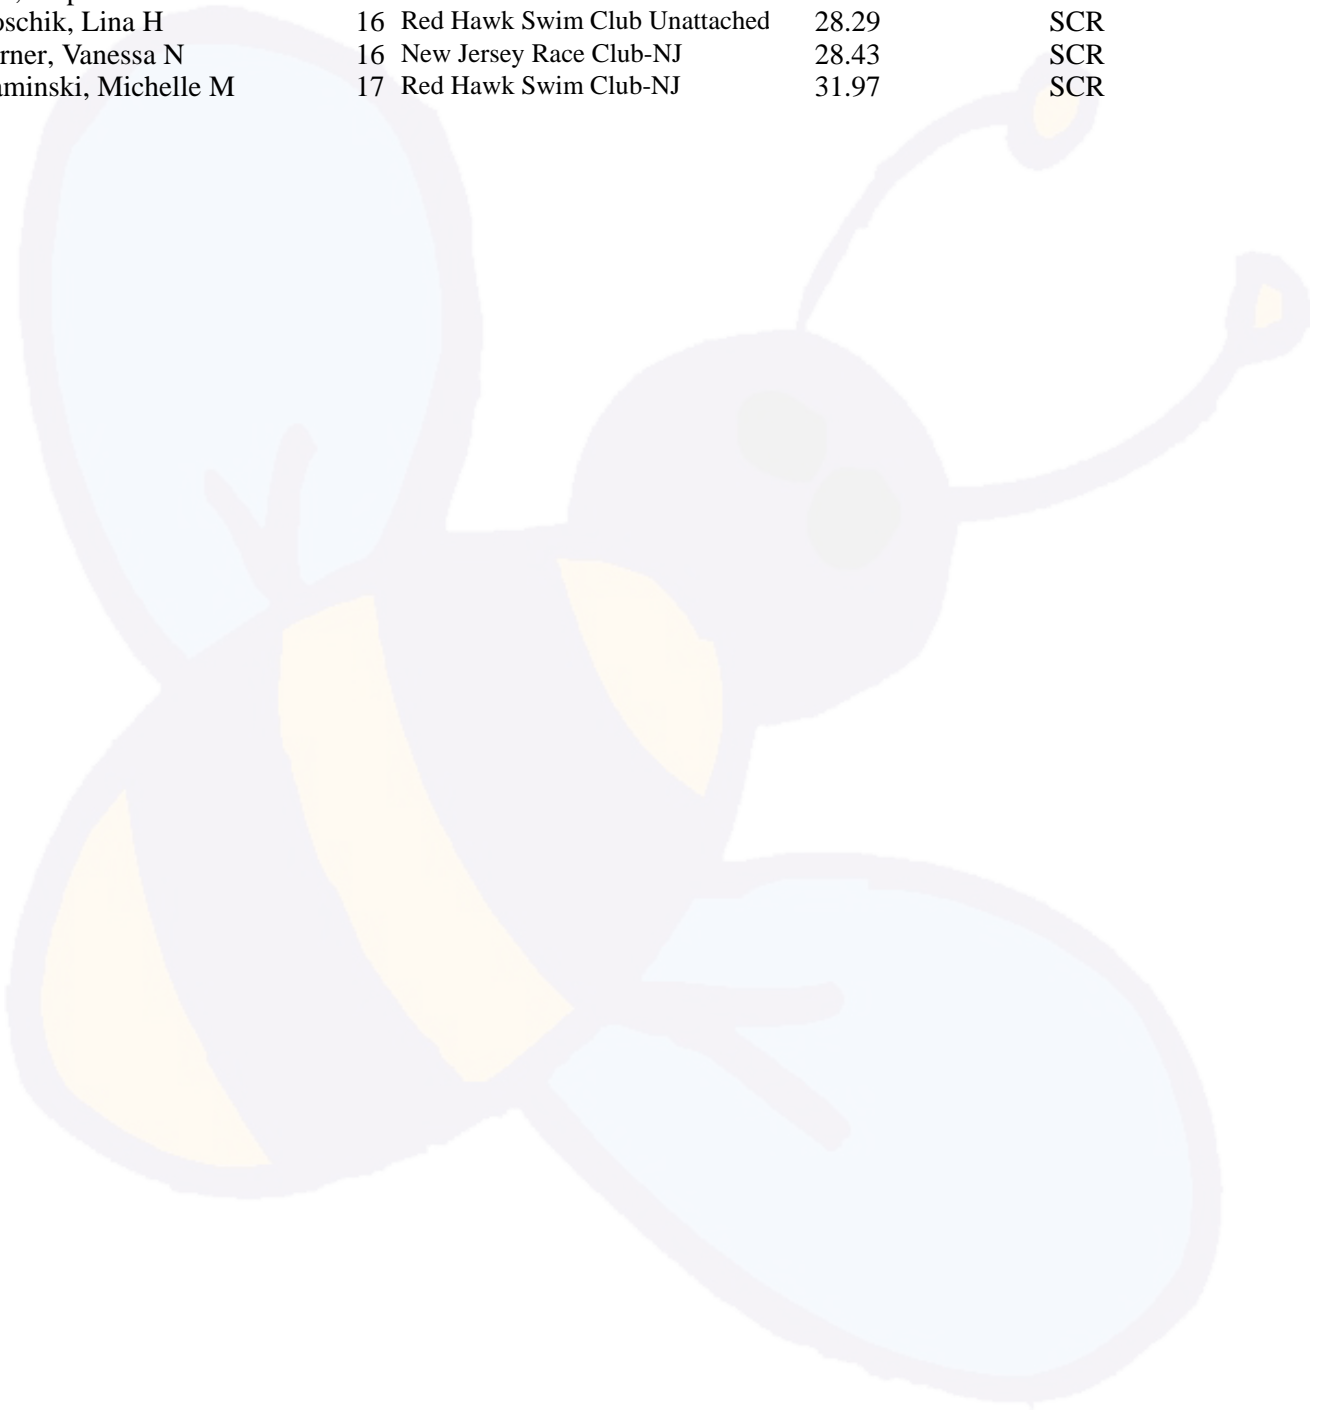 oschik, Lina H 16 Red Hawk Swim Club Unattached 28.29 SCR
rner, Vanessa N 16 New Jersey Race Club-NJ 28.43 SCR
aminski, Michelle M 17 Red Hawk Swim Club-NJ 31.97 SCR